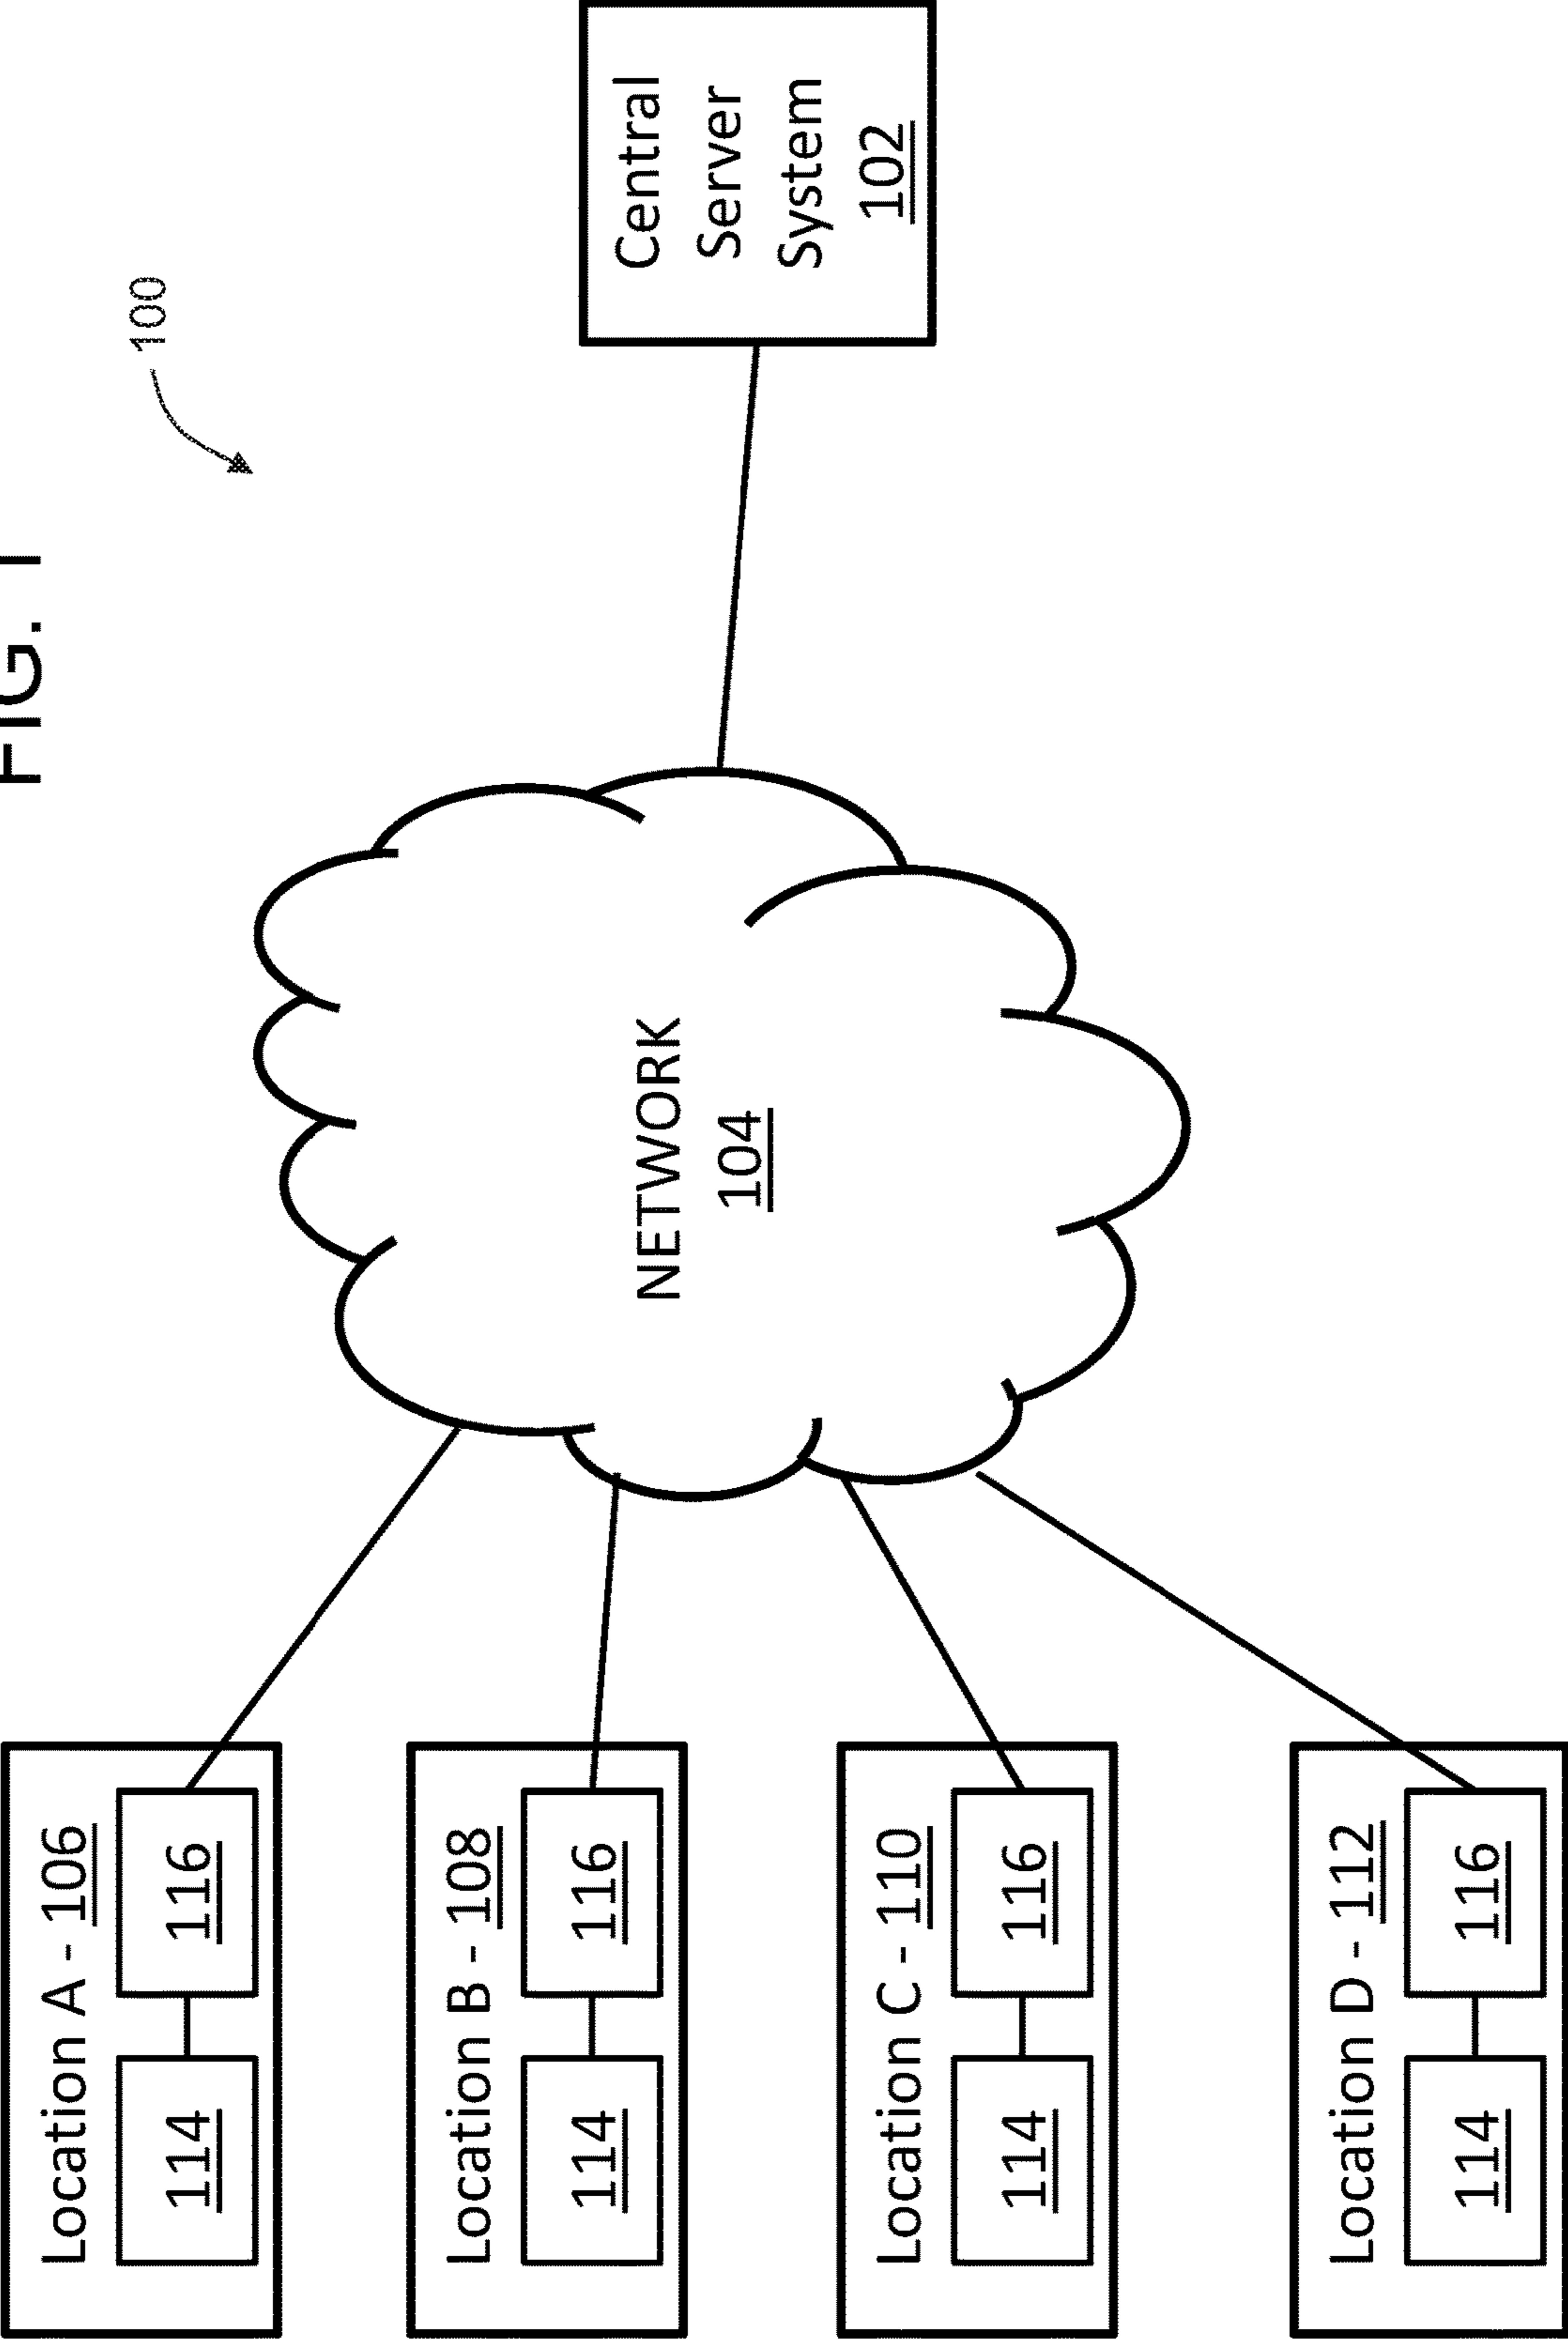 FIG. 1
100
Location A - 106
114
116
Location B - 108
114
116
Location C - 110
114
116
Location D - 112
114
116
NETWORK
104
Central
Server
System
102